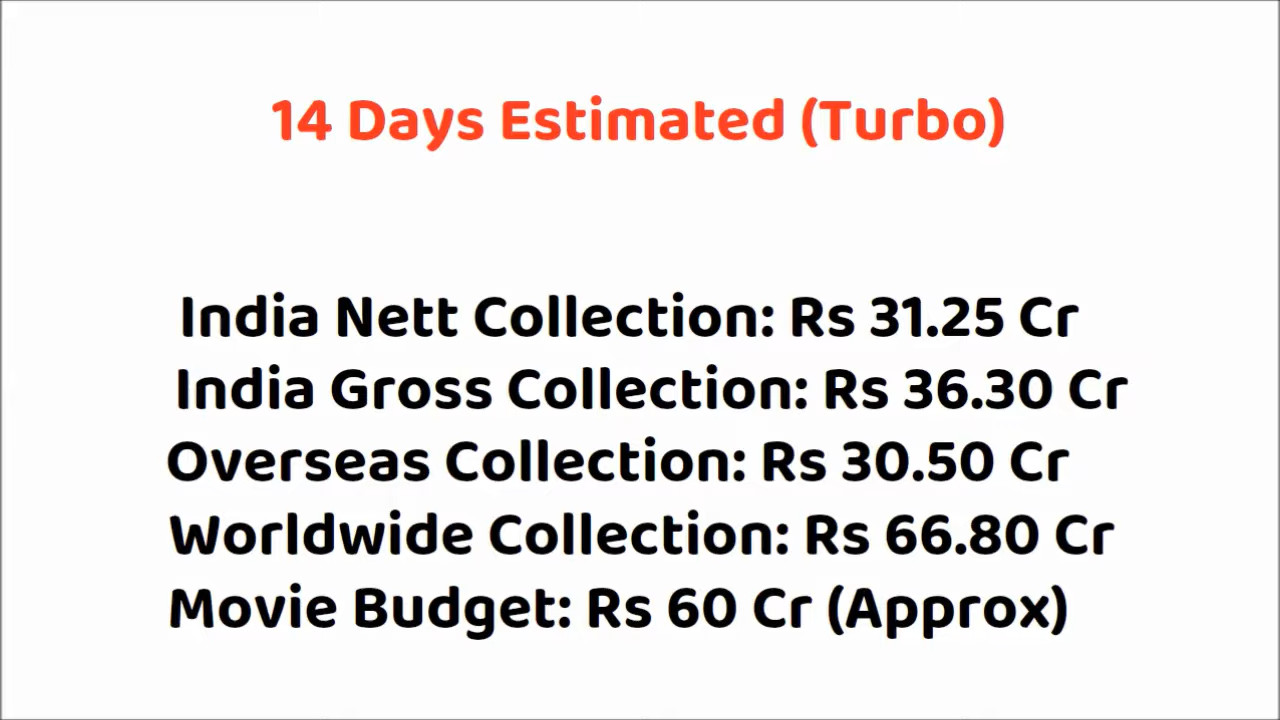 14 Days Estimated (Turbo)
India Nett Collection: Rs 31.25 Cr
India Gross Collection: Rs 36.30 Cr
Overseas Collection: Rs 30.50 Cr
Worldwide Collection: Rs 66.80 Cr
Movie Budget: Rs 60 Cr (Approx)